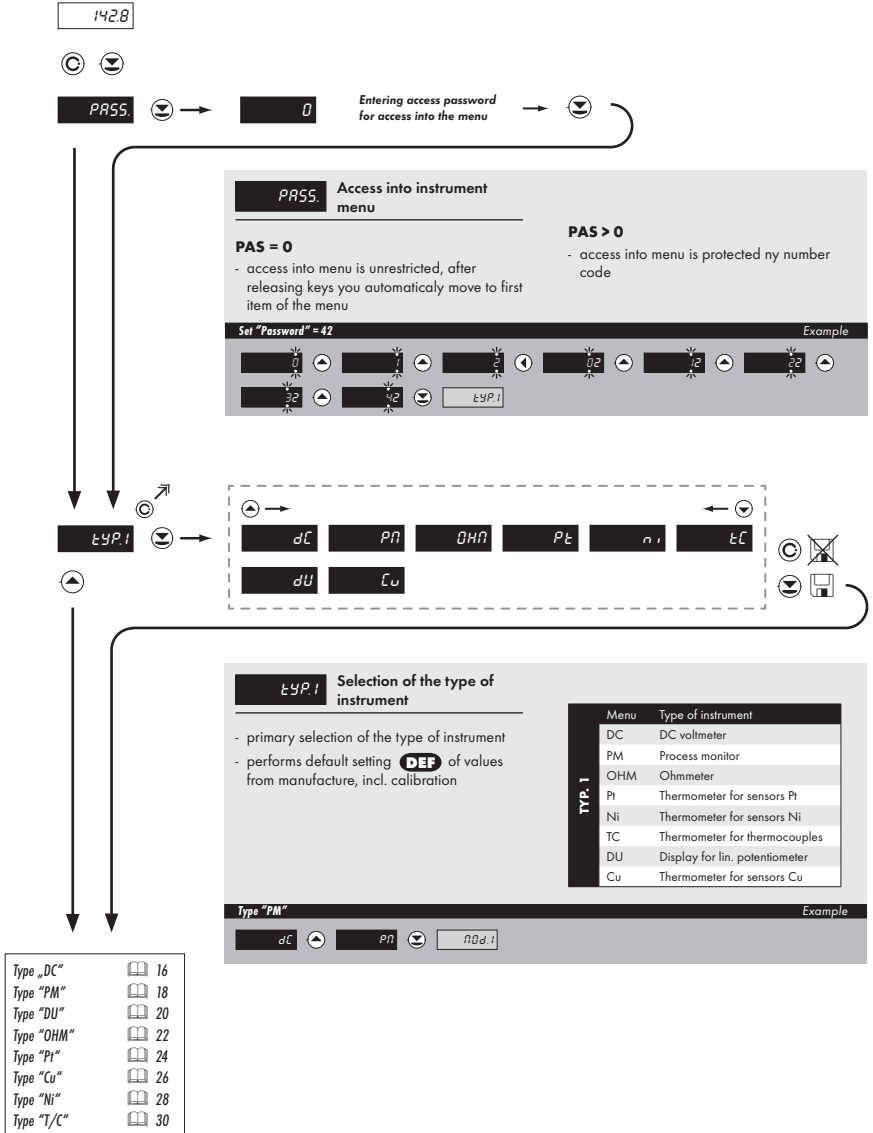 142.8
PASS.
0
Entering access password
for access into the menu
PASS.
Access into instrument
menu
PAS = 0
- access into menu is unrestricted, after
releasing keys you automaticaly move to first
item of the menu
PAS > 0
- access into menu is protected ny number
code
Set "Password" = 42
Example
0 1 2 02 12 22
32 42 tYP.1
tYP.1
dC PM OHM Pt ni tC
dU Cu
tYP.1
Selection of the type of
instrument
- primary selection of the type of instrument
- performs default setting DEF of values
from manufacture, incl. calibration
TYP. 1
Menu Type of instrument
DC DC voltmeter
PM Process monitor
OHM Ohmmeter
Pt Thermometer for sensors Pt
Ni Thermometer for sensors Ni
TC Thermometer for thermocouples
DU Display for lin. potentiometer
Cu Thermometer for sensors Cu
Type "PM"
Example
dC PM MOd.1
Type „DC" 16
Type "PM" 18
Type "DU" 20
Type "OHM" 22
Type "Pt" 24
Type "Cu" 26
Type "Ni" 28
Type "T/C" 30